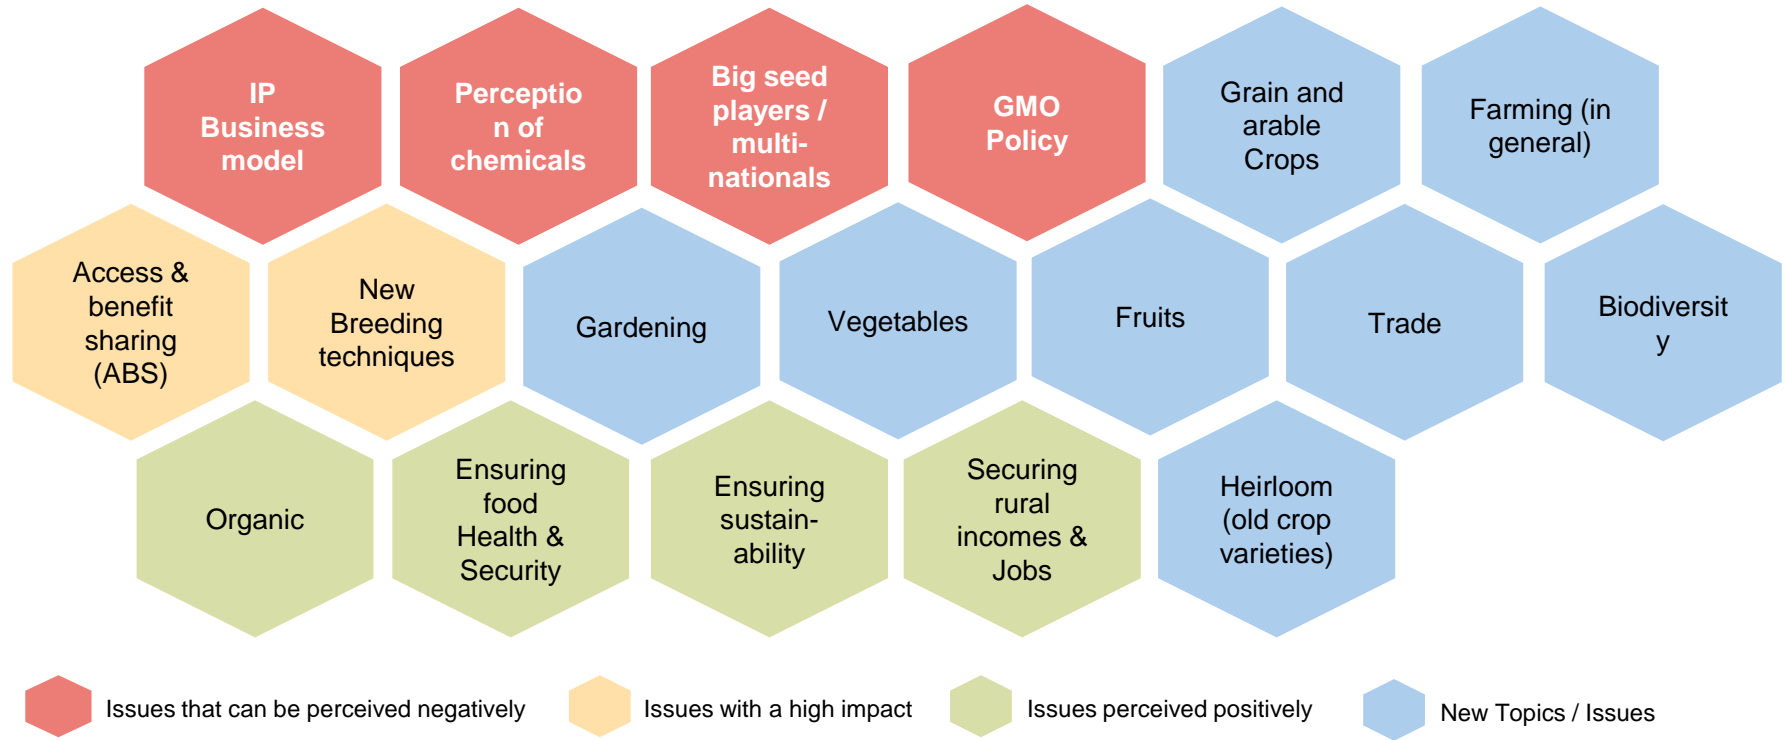 IP
Business
model
Perceptio
n of
chemicals
Big seed
players /
multi-
nationals
GMO
Policy
Grain and
arable
Crops
Farming (in
general)
Access &
benefit
sharing
(ABS)
New
Breeding
techniques
Gardening
Vegetables
Fruits
Trade
Biodiversit
y
Organic
Ensuring
food
Health &
Security
Ensuring
sustain-
ability
Securing
rural
incomes &
Jobs
Heirloom
(old crop
varieties)
Issues that can be perceived negatively
Issues with a high impact
Issues perceived positively
New Topics / Issues